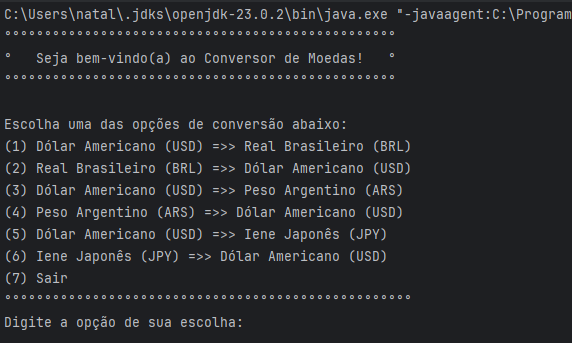 C:\Users\natal\.jdks\openjdk-23.0.2\bin\java.exe "-javaagent:C:\Program
°°°°°°°°°°°°°°°°°°°°°°°°°°°°°°°°°°°°°°°°°°°°°°°°°
°   Seja bem-vindo(a) ao Conversor de Moedas!   °
°°°°°°°°°°°°°°°°°°°°°°°°°°°°°°°°°°°°°°°°°°°°°°°°°
Escolha uma das opções de conversão abaixo:
(1) Dólar Americano (USD) =>> Real Brasileiro (BRL)
(2) Real Brasileiro (BRL) =>> Dólar Americano (USD)
(3) Dólar Americano (USD) =>> Peso Argentino (ARS)
(4) Peso Argentino (ARS) =>> Dólar Americano (USD)
(5) Dólar Americano (USD) =>> Iene Japonês (JPY)
(6) Iene Japonês (JPY) =>> Dólar Americano (USD)
(7) Sair
°°°°°°°°°°°°°°°°°°°°°°°°°°°°°°°°°°°°°°°°°°°°°°°°°°°
Digite a opção de sua escolha: